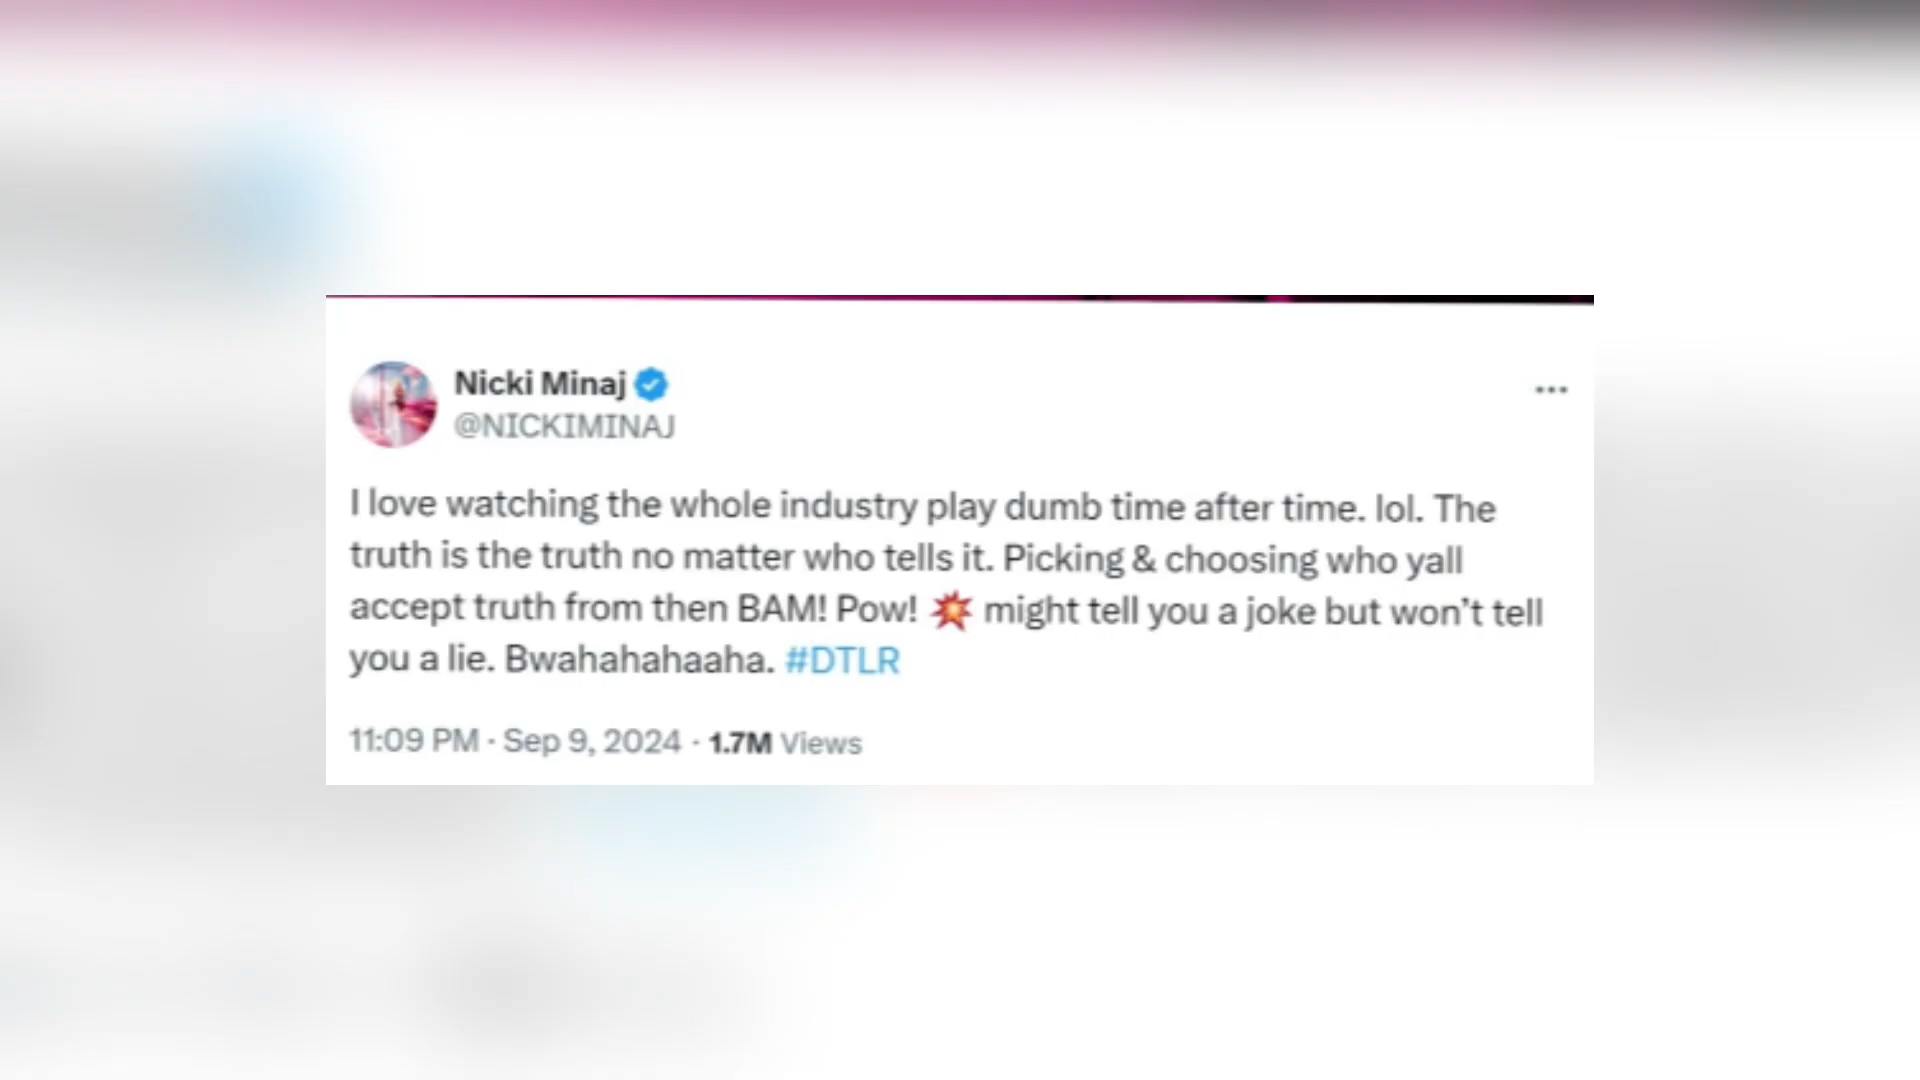 Nicki Minaj
@NICKIMINAJ
I love watching the whole industry play dumb time after time. lol. The
truth is the truth no matter who tells it. Picking & choosing who yall
accept truth from then BAM! Pow! 💥 might tell you a joke but won't tell
you a lie. Bwahahahaaha. #DTLR
11:09 PM · Sep 9, 2024 · 1.7M Views